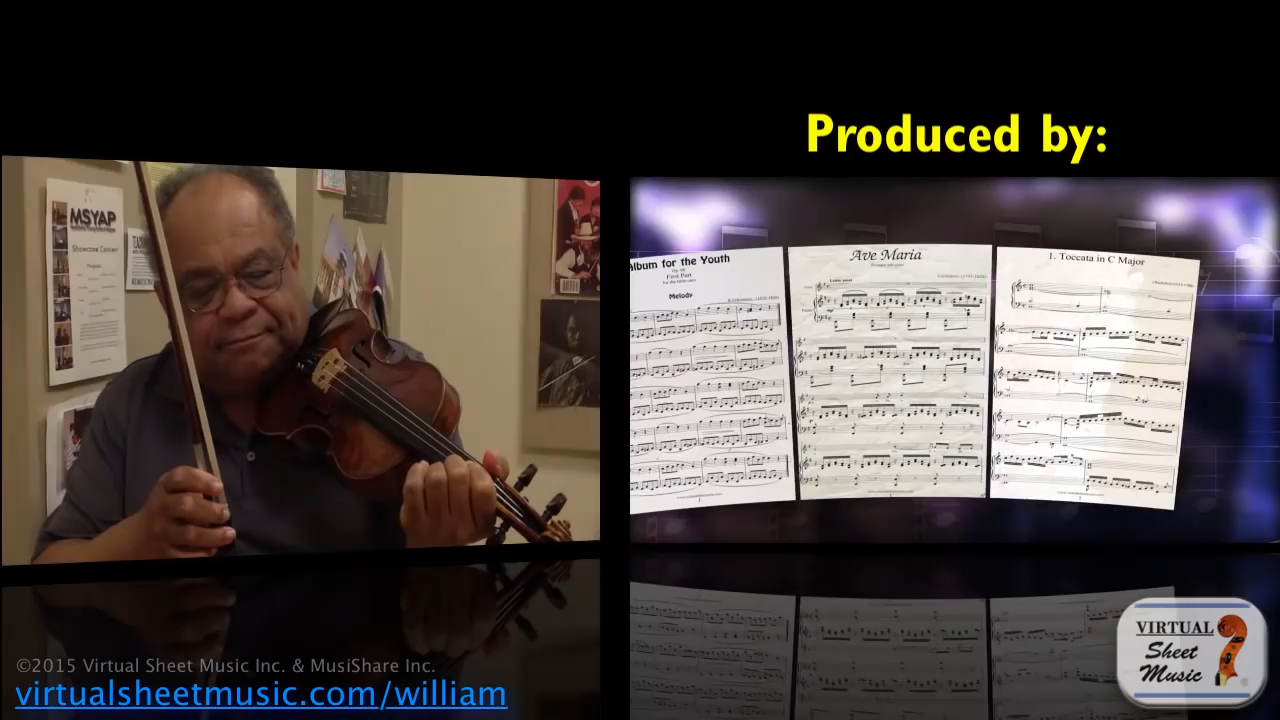 Produced by:
MSYAP
Showcase Concert
Album for the Youth
First Part
Melody
Ave Maria
1. Toccata in C Major
VIRTUAL
Sheet
Music
©2015 Virtual Sheet Music Inc. & MusiShare Inc.
virtualsheetmusic.com/william